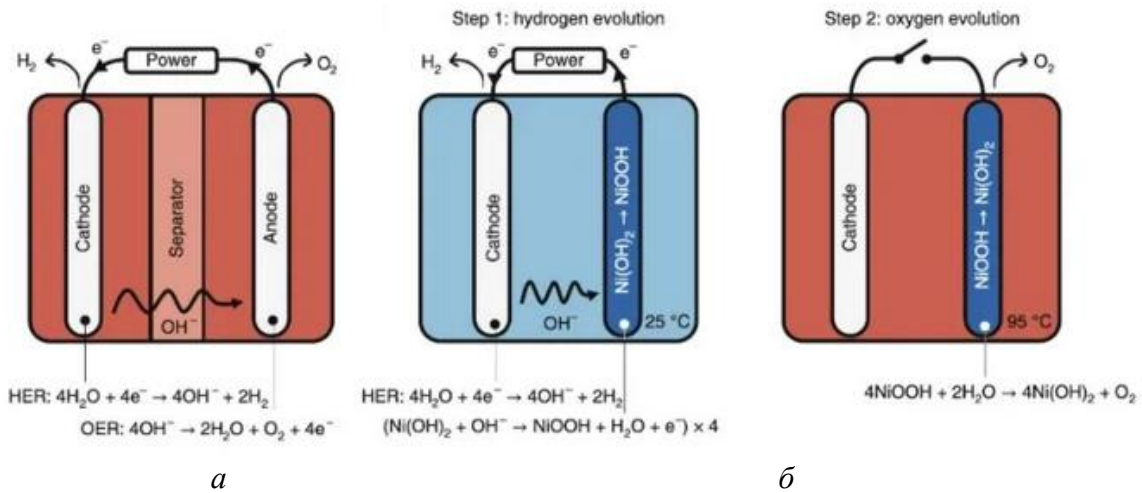 H₂
e⁻
Power
e⁻
O₂
Cathode
Separator
Anode
OH⁻
HER: 4H₂O + 4e⁻ → 4OH⁻ + 2H₂
OER: 4OH⁻ → 2H₂O + O₂ + 4e⁻
a
Step 1: hydrogen evolution
H₂
e⁻
Power
e⁻
Cathode
Ni(OH)₂ → NiOOH
OH⁻
25 °C
HER: 4H₂O + 4e⁻ → 4OH⁻ + 2H₂
(Ni(OH)₂ + OH⁻ → NiOOH + H₂O + e⁻) × 4
Step 2: oxygen evolution
O₂
Cathode
NiOOH → Ni(OH)₂
95 °C
4NiOOH + 2H₂O → 4Ni(OH)₂ + O₂
б